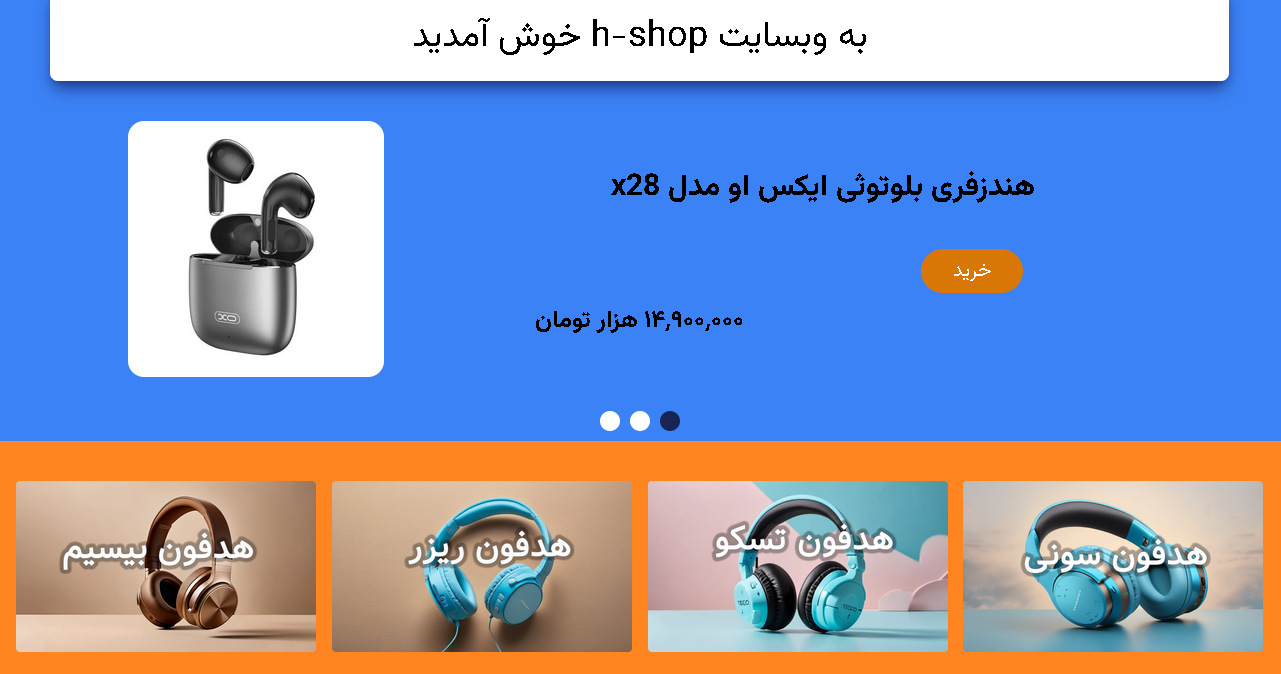 به وبسایت h-shop خوش آمدید
هندزفری بلوتوثی ایکس او مدل x28
خرید
۱۴,۹۰۰,۰۰۰ هزار تومان
XO
هدفون سونی
هدفون تسکو
هدفون ریزر
هدفون بیسیم